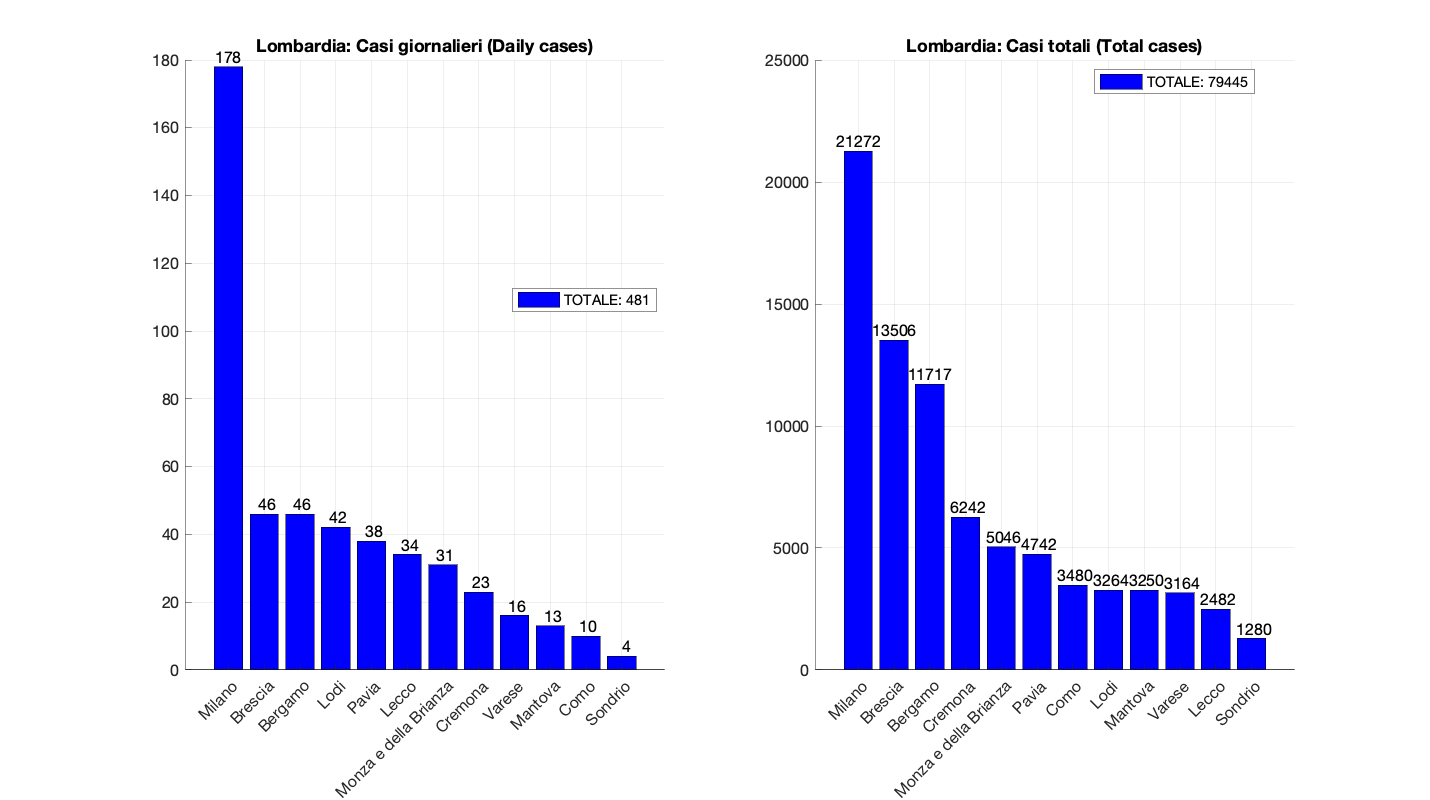 Lombardia: Casi giornalieri (Daily cases)
180
160
140
120
100
80
60
40
20
0
178
46
46
42
38
34
31
23
16
13
10
4
TOTALE: 481
Milano
Brescia
Bergamo
Lodi
Pavia
Lecco
Monza e della Brianza
Cremona
Varese
Mantova
Como
Sondrio
Lombardia: Casi totali (Total cases)
25000
20000
15000
10000
5000
0
TOTALE: 79445
21272
13506
11717
6242
5046
4742
3480
3264
3250
3164
2482
1280
Milano
Brescia
Bergamo
Cremona
Monza e della Brianza
Pavia
Como
Lodi
Mantova
Varese
Lecco
Sondrio